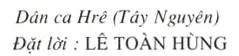 Dân ca Hrê (Tây Nguyên)
Đặt lời : LÊ TOÀN HÙNG